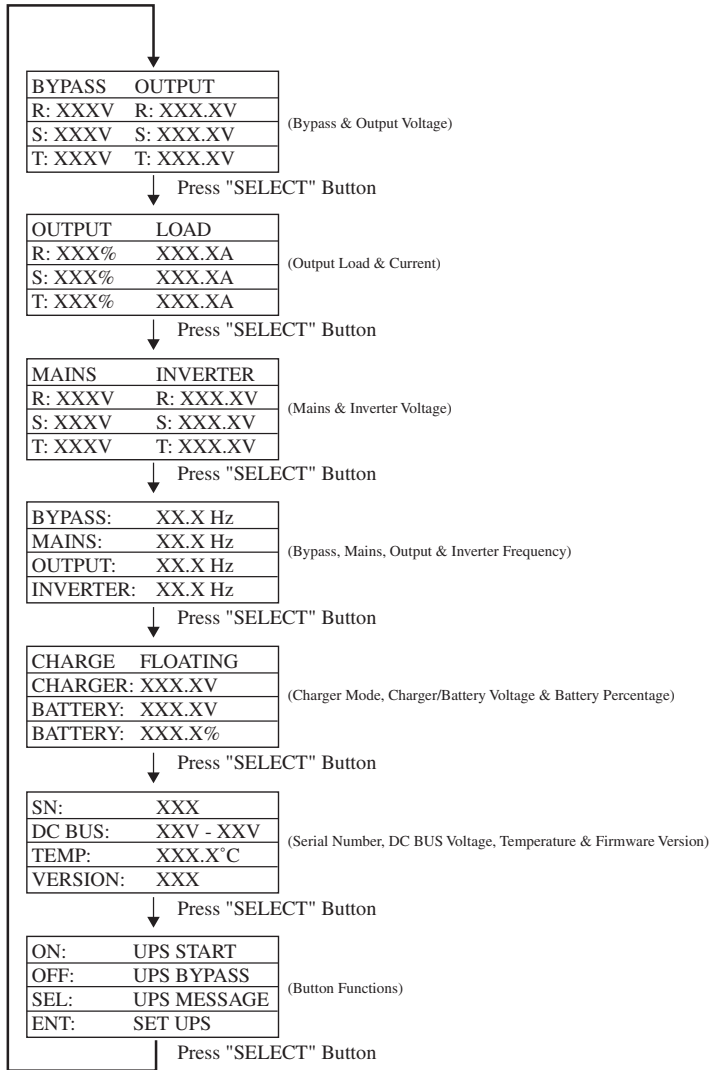 BYPASS OUTPUT
R: XXXV R: XXX.XV
S: XXXV S: XXX.XV
T: XXXV T: XXX.XV
(Bypass & Output Voltage)
Press "SELECT" Button
OUTPUT LOAD
R: XXX% XXX.XA
S: XXX% XXX.XA
T: XXX% XXX.XA
(Output Load & Current)
Press "SELECT" Button
MAINS INVERTER
R: XXXV R: XXX.XV
S: XXXV S: XXX.XV
T: XXXV T: XXX.XV
(Mains & Inverter Voltage)
Press "SELECT" Button
BYPASS: XX.X Hz
MAINS: XX.X Hz
OUTPUT: XX.X Hz
INVERTER: XX.X Hz
(Bypass, Mains, Output & Inverter Frequency)
Press "SELECT" Button
CHARGE FLOATING
CHARGER: XXX.XV
BATTERY: XXX.XV
BATTERY: XXX.X%
(Charger Mode, Charger/Battery Voltage & Battery Percentage)
Press "SELECT" Button
SN: XXX
DC BUS: XXV - XXV
TEMP: XXX.X˚C
VERSION: XXX
(Serial Number, DC BUS Voltage, Temperature & Firmware Version)
Press "SELECT" Button
ON: UPS START
OFF: UPS BYPASS
SEL: UPS MESSAGE
ENT: SET UPS
(Button Functions)
Press "SELECT" Button